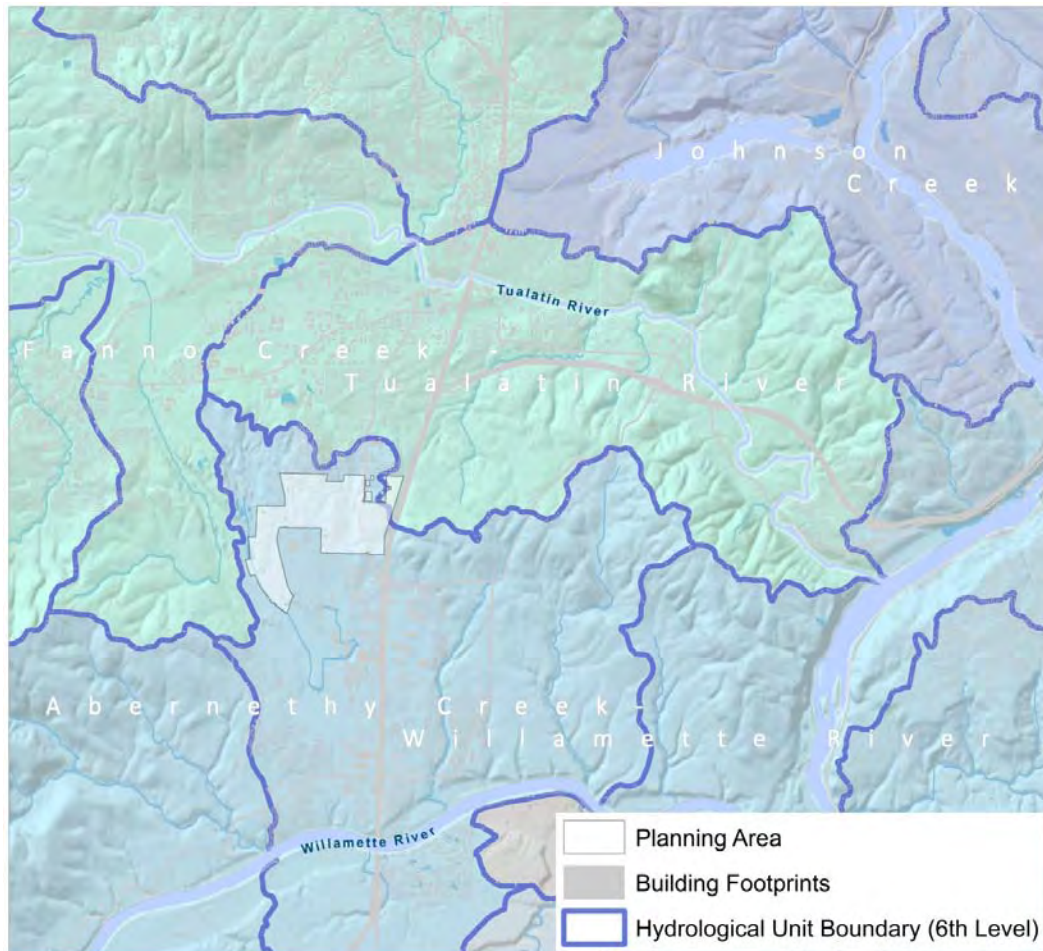 Johnson
Creek
Tualatin River
Fanno Creek -
Tualatin River
Abernethy Creek-
Willamette River
Willamette River
Planning Area
Building Footprints
Hydrological Unit Boundary (6th Level)